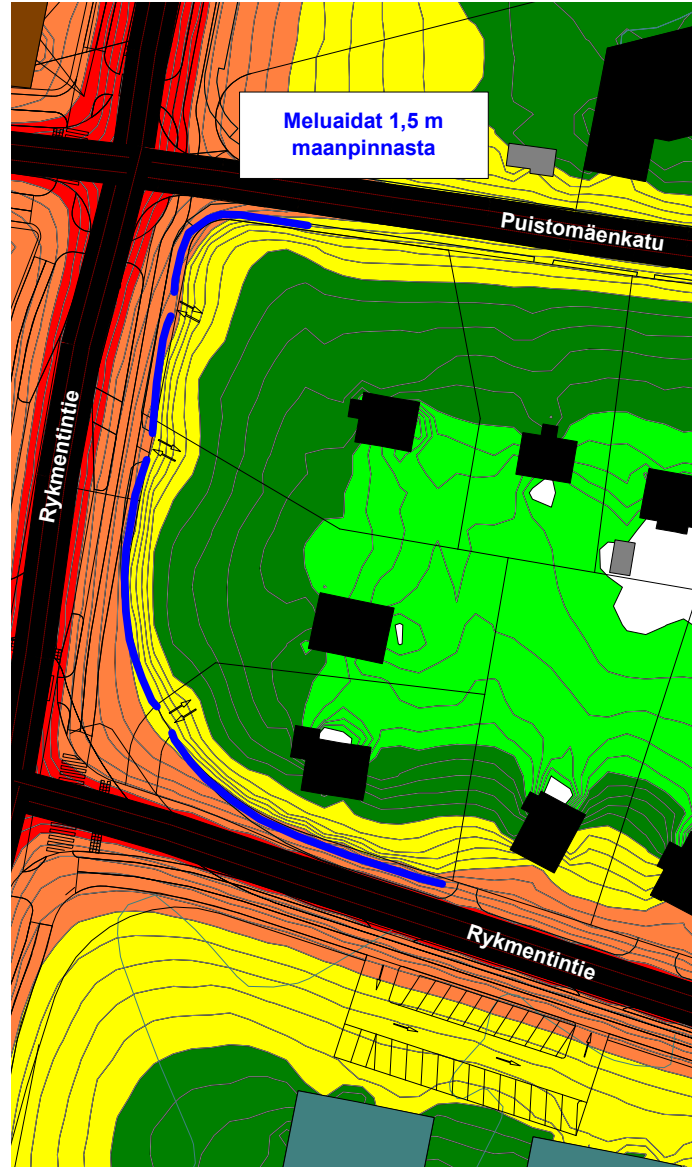 Meluaidat 1,5 m
maanpinnasta
Puistomäenkatu
Rykmentintie
Rykmentintie